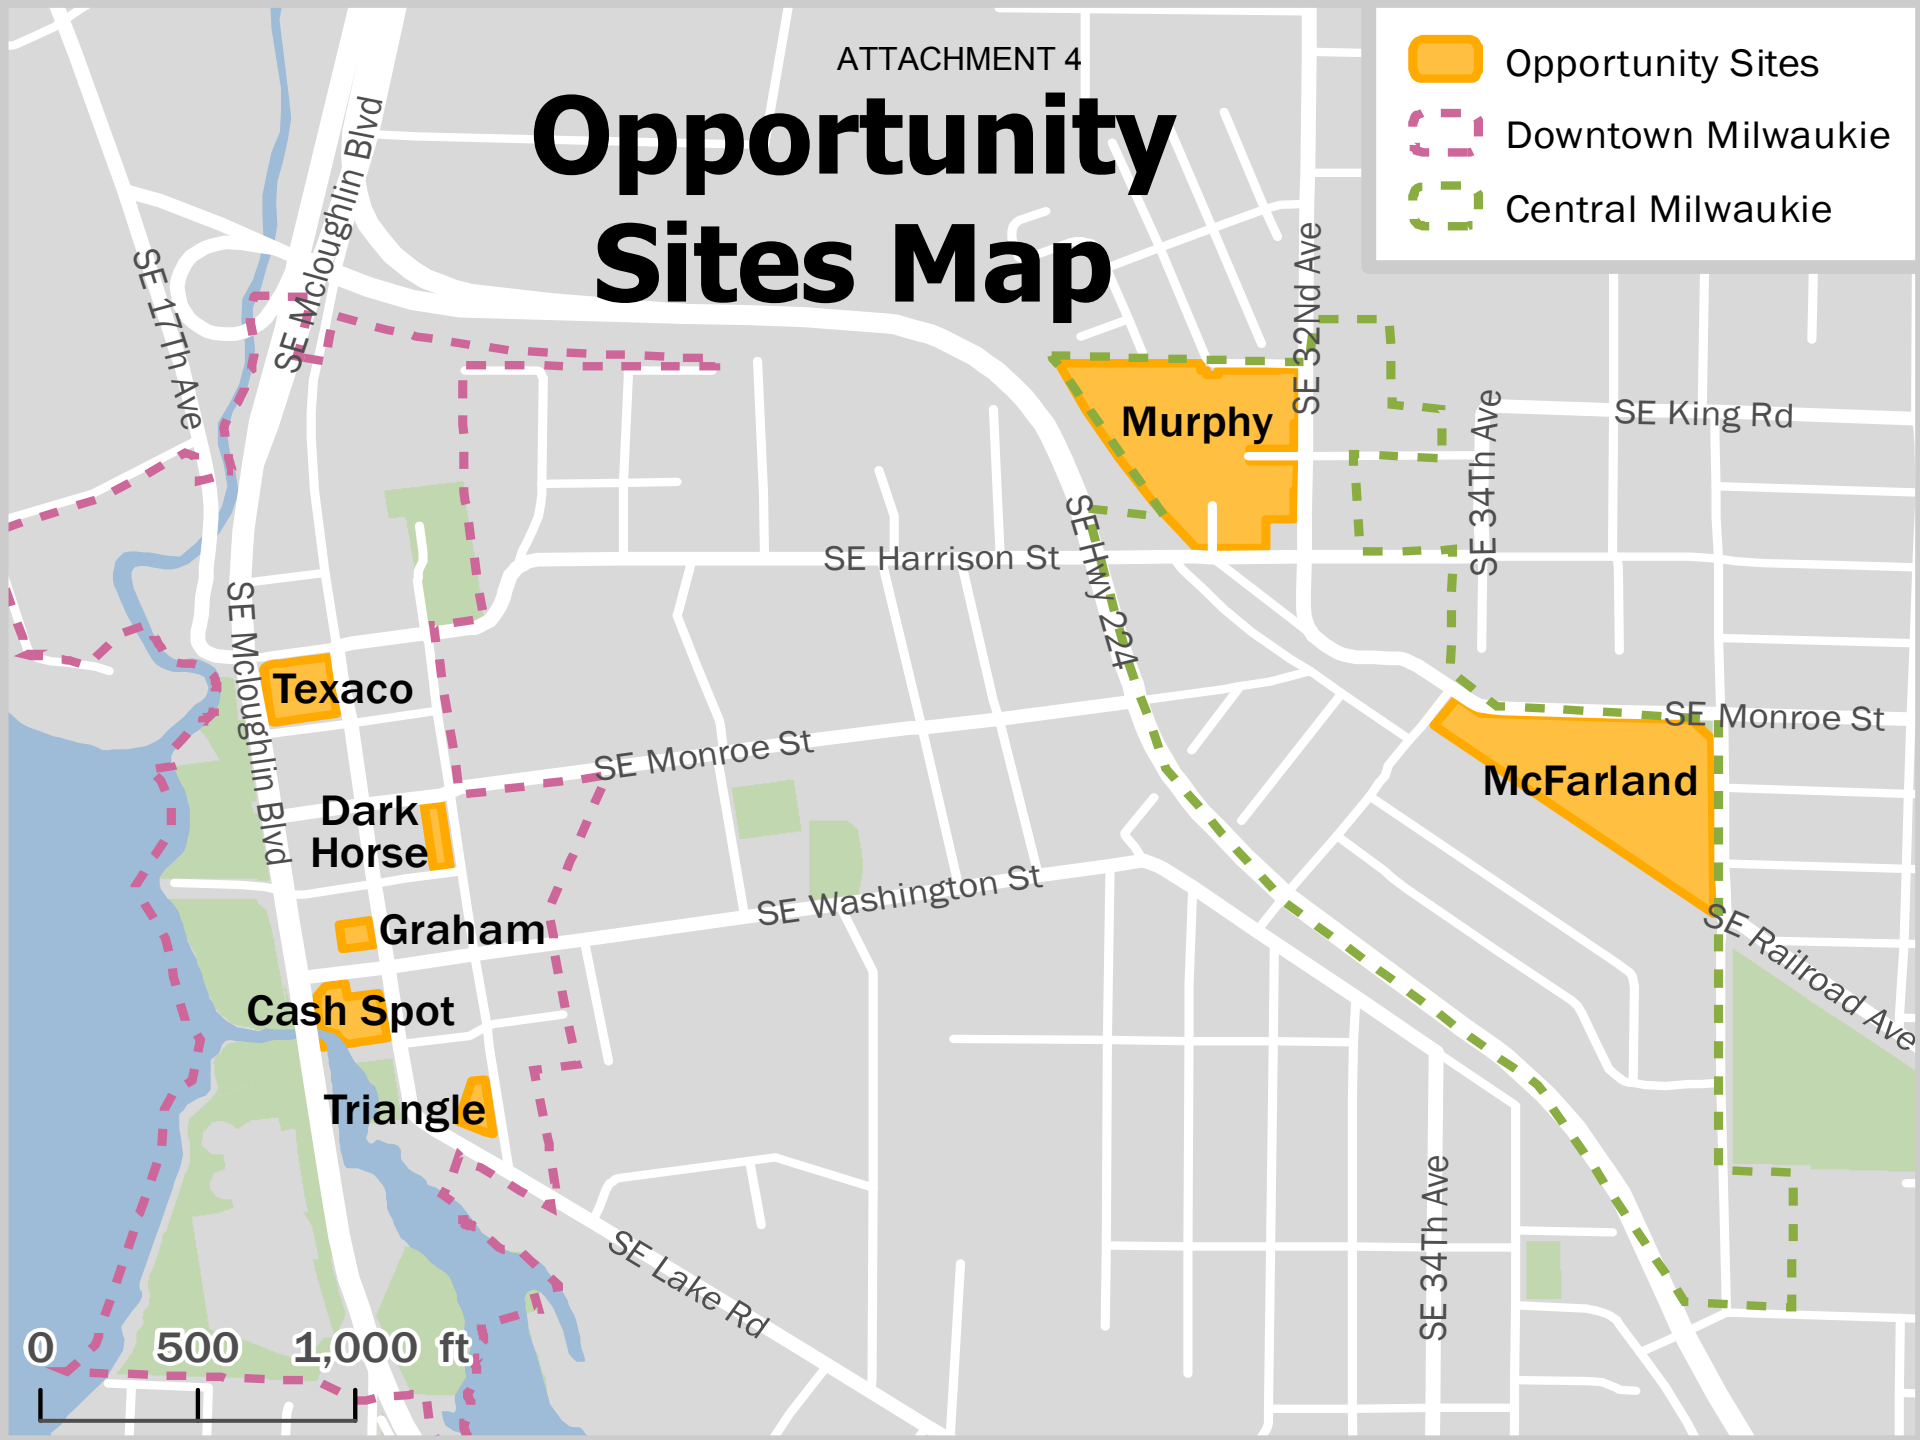 ATTACHMENT 4
Opportunity
Sites Map
Opportunity Sites
Downtown Milwaukie
Central Milwaukie
SE Mcloughlin Blvd
SE 17Th Ave
SE 32Nd Ave
Murphy
SE King Rd
SE 34Th Ave
SE Harrison St
SE Hwy 224
SE Mcloughlin Blvd
Texaco
SE Monroe St
SE Monroe St
McFarland
Dark
Horse
SE Washington St
Graham
SE Railroad Ave
Cash Spot
Triangle
SE Lake Rd
SE 34Th Ave
0 500 1,000 ft